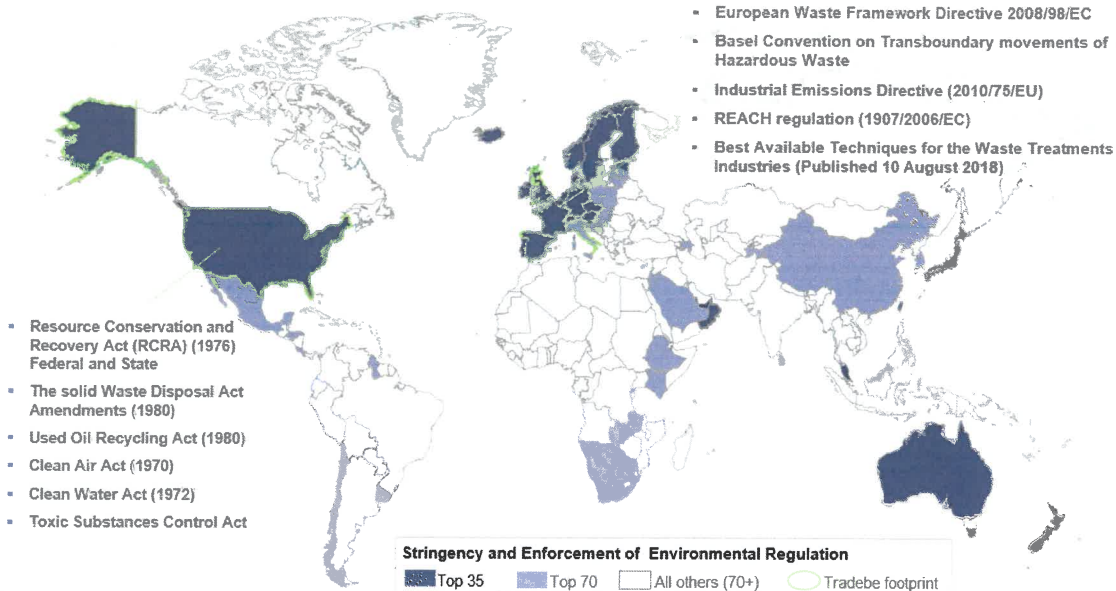 ▪ European Waste Framework Directive 2008/98/EC
▪ Basel Convention on Transboundary movements of
Hazardous Waste
▪ Industrial Emissions Directive (2010/75/EU)
▪ REACH regulation (1907/2006/EC)
▪ Best Available Techniques for the Waste Treatments
Industries (Published 10 August 2018)
▪ Resource Conservation and
Recovery Act (RCRA) (1976)
Federal and State
▪ The solid Waste Disposal Act
Amendments (1980)
▪ Used Oil Recycling Act (1980)
▪ Clean Air Act (1970)
▪ Clean Water Act (1972)
▪ Toxic Substances Control Act
Stringency and Enforcement of Environmental Regulation
Top 35 Top 70 All others (70+) Tradebe footprint